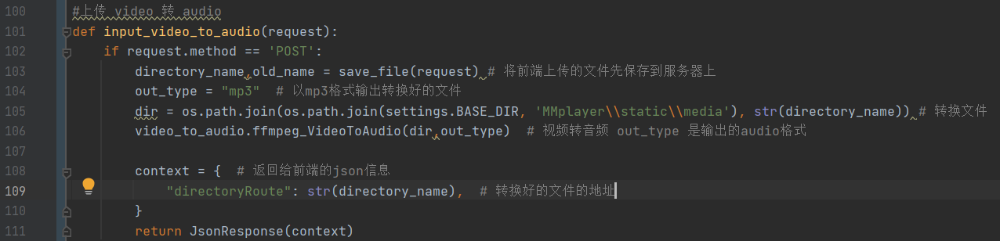 100 #上传 video 转 audio
101 def input_video_to_audio(request):
102 if request.method == 'POST':
103 directory_name,old_name = save_file(request) # 将前端上传的文件先保存到服务器上
104 out_type = "mp3" # 以mp3格式输出转换好的文件
105 dir = os.path.join(os.path.join(settings.BASE_DIR, 'MMplayer\\static\\media'), str(directory_name)) # 转换文件
106 video_to_audio.ffmpeg_VideoToAudio(dir,out_type) # 视频转音频 out_type 是输出的audio格式
107
108 context = { # 返回给前端的json信息
109 "directoryRoute": str(directory_name), # 转换好的文件的地址
110 }
111 return JsonResponse(context)